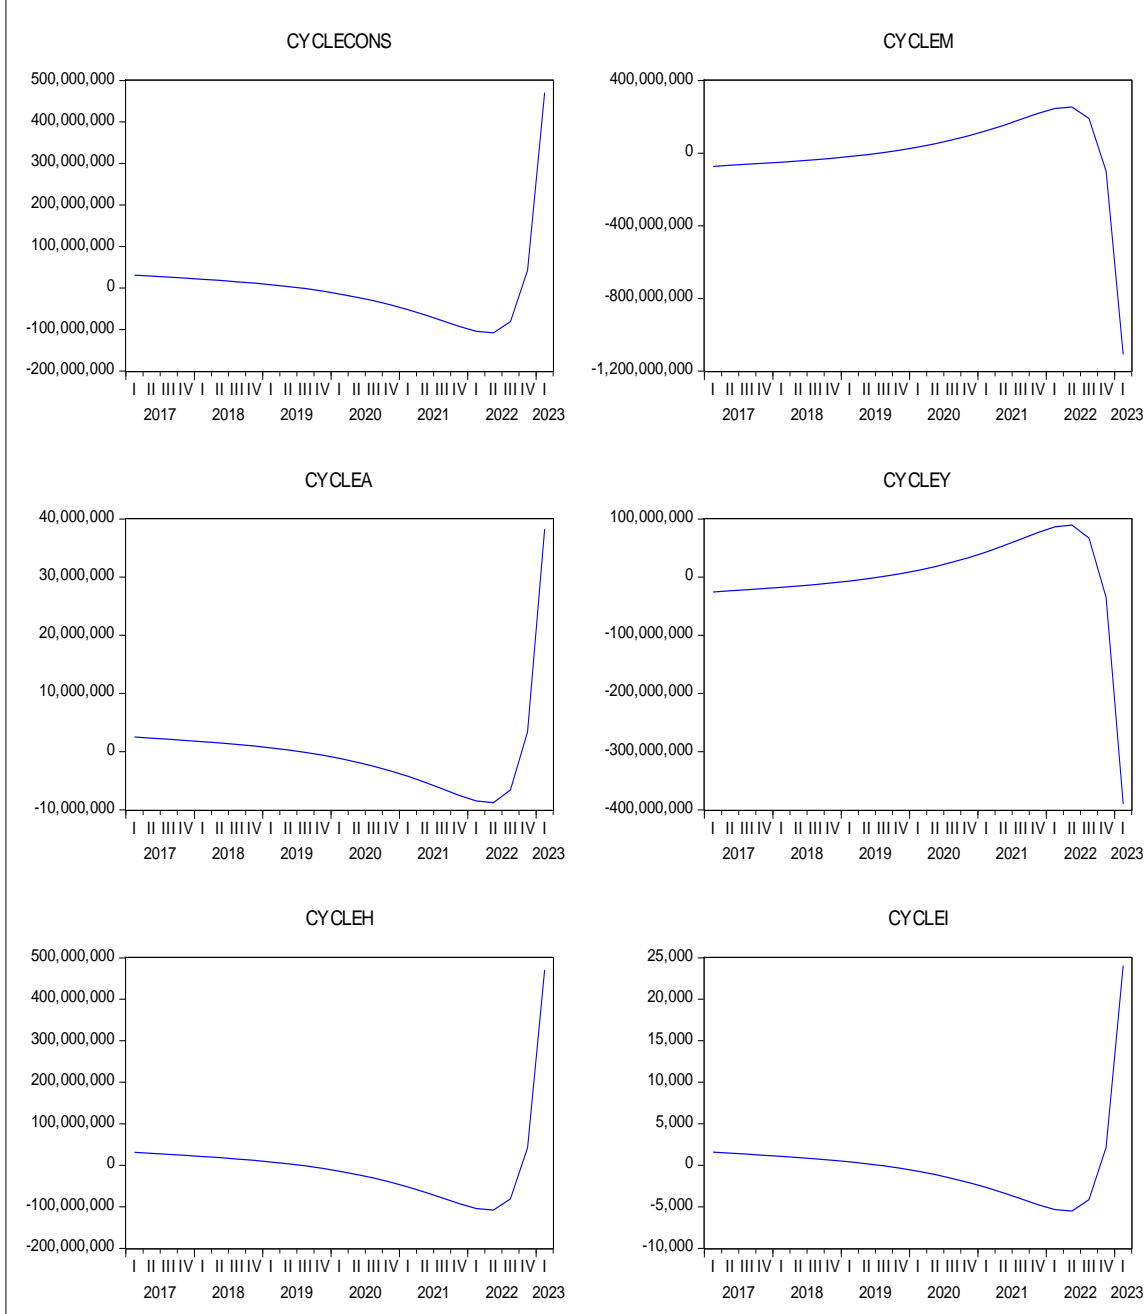 CYCLECONS
500,000,000
400,000,000
300,000,000
200,000,000
100,000,000
0
-100,000,000
-200,000,000
I II III IV I II III IV I II III IV I II III IV I II III IV I II III IV I
2017 2018 2019 2020 2021 2022 2023
CYCLEM
400,000,000
0
-400,000,000
-800,000,000
-1,200,000,000
I II III IV I II III IV I II III IV I II III IV I II III IV I II III IV I
2017 2018 2019 2020 2021 2022 2023
CYCLEA
40,000,000
30,000,000
20,000,000
10,000,000
0
-10,000,000
I II III IV I II III IV I II III IV I II III IV I II III IV I II III IV I
2017 2018 2019 2020 2021 2022 2023
CYCLEY
100,000,000
0
-100,000,000
-200,000,000
-300,000,000
-400,000,000
I II III IV I II III IV I II III IV I II III IV I II III IV I II III IV I
2017 2018 2019 2020 2021 2022 2023
CYCLEH
500,000,000
400,000,000
300,000,000
200,000,000
100,000,000
0
-100,000,000
-200,000,000
I II III IV I II III IV I II III IV I II III IV I II III IV I II III IV I
2017 2018 2019 2020 2021 2022 2023
CYCLEI
25,000
20,000
15,000
10,000
5,000
0
-5,000
-10,000
I II III IV I II III IV I II III IV I II III IV I II III IV I II III IV I
2017 2018 2019 2020 2021 2022 2023